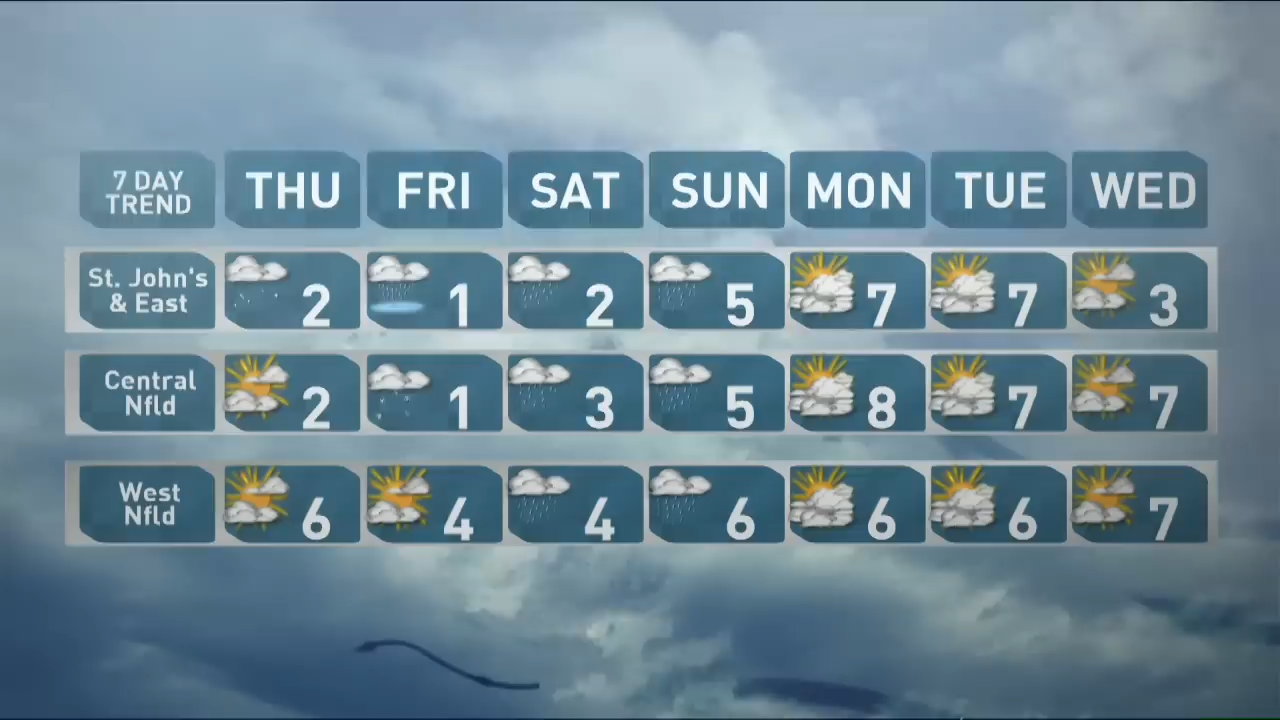 7 DAY
TREND
THU FRI SAT SUN MON TUE WED
St. John's
& East
2 1 2 5 7 7 3
Central
Nfld
2 1 3 5 8 7 7
West
Nfld
6 4 4 6 6 6 7